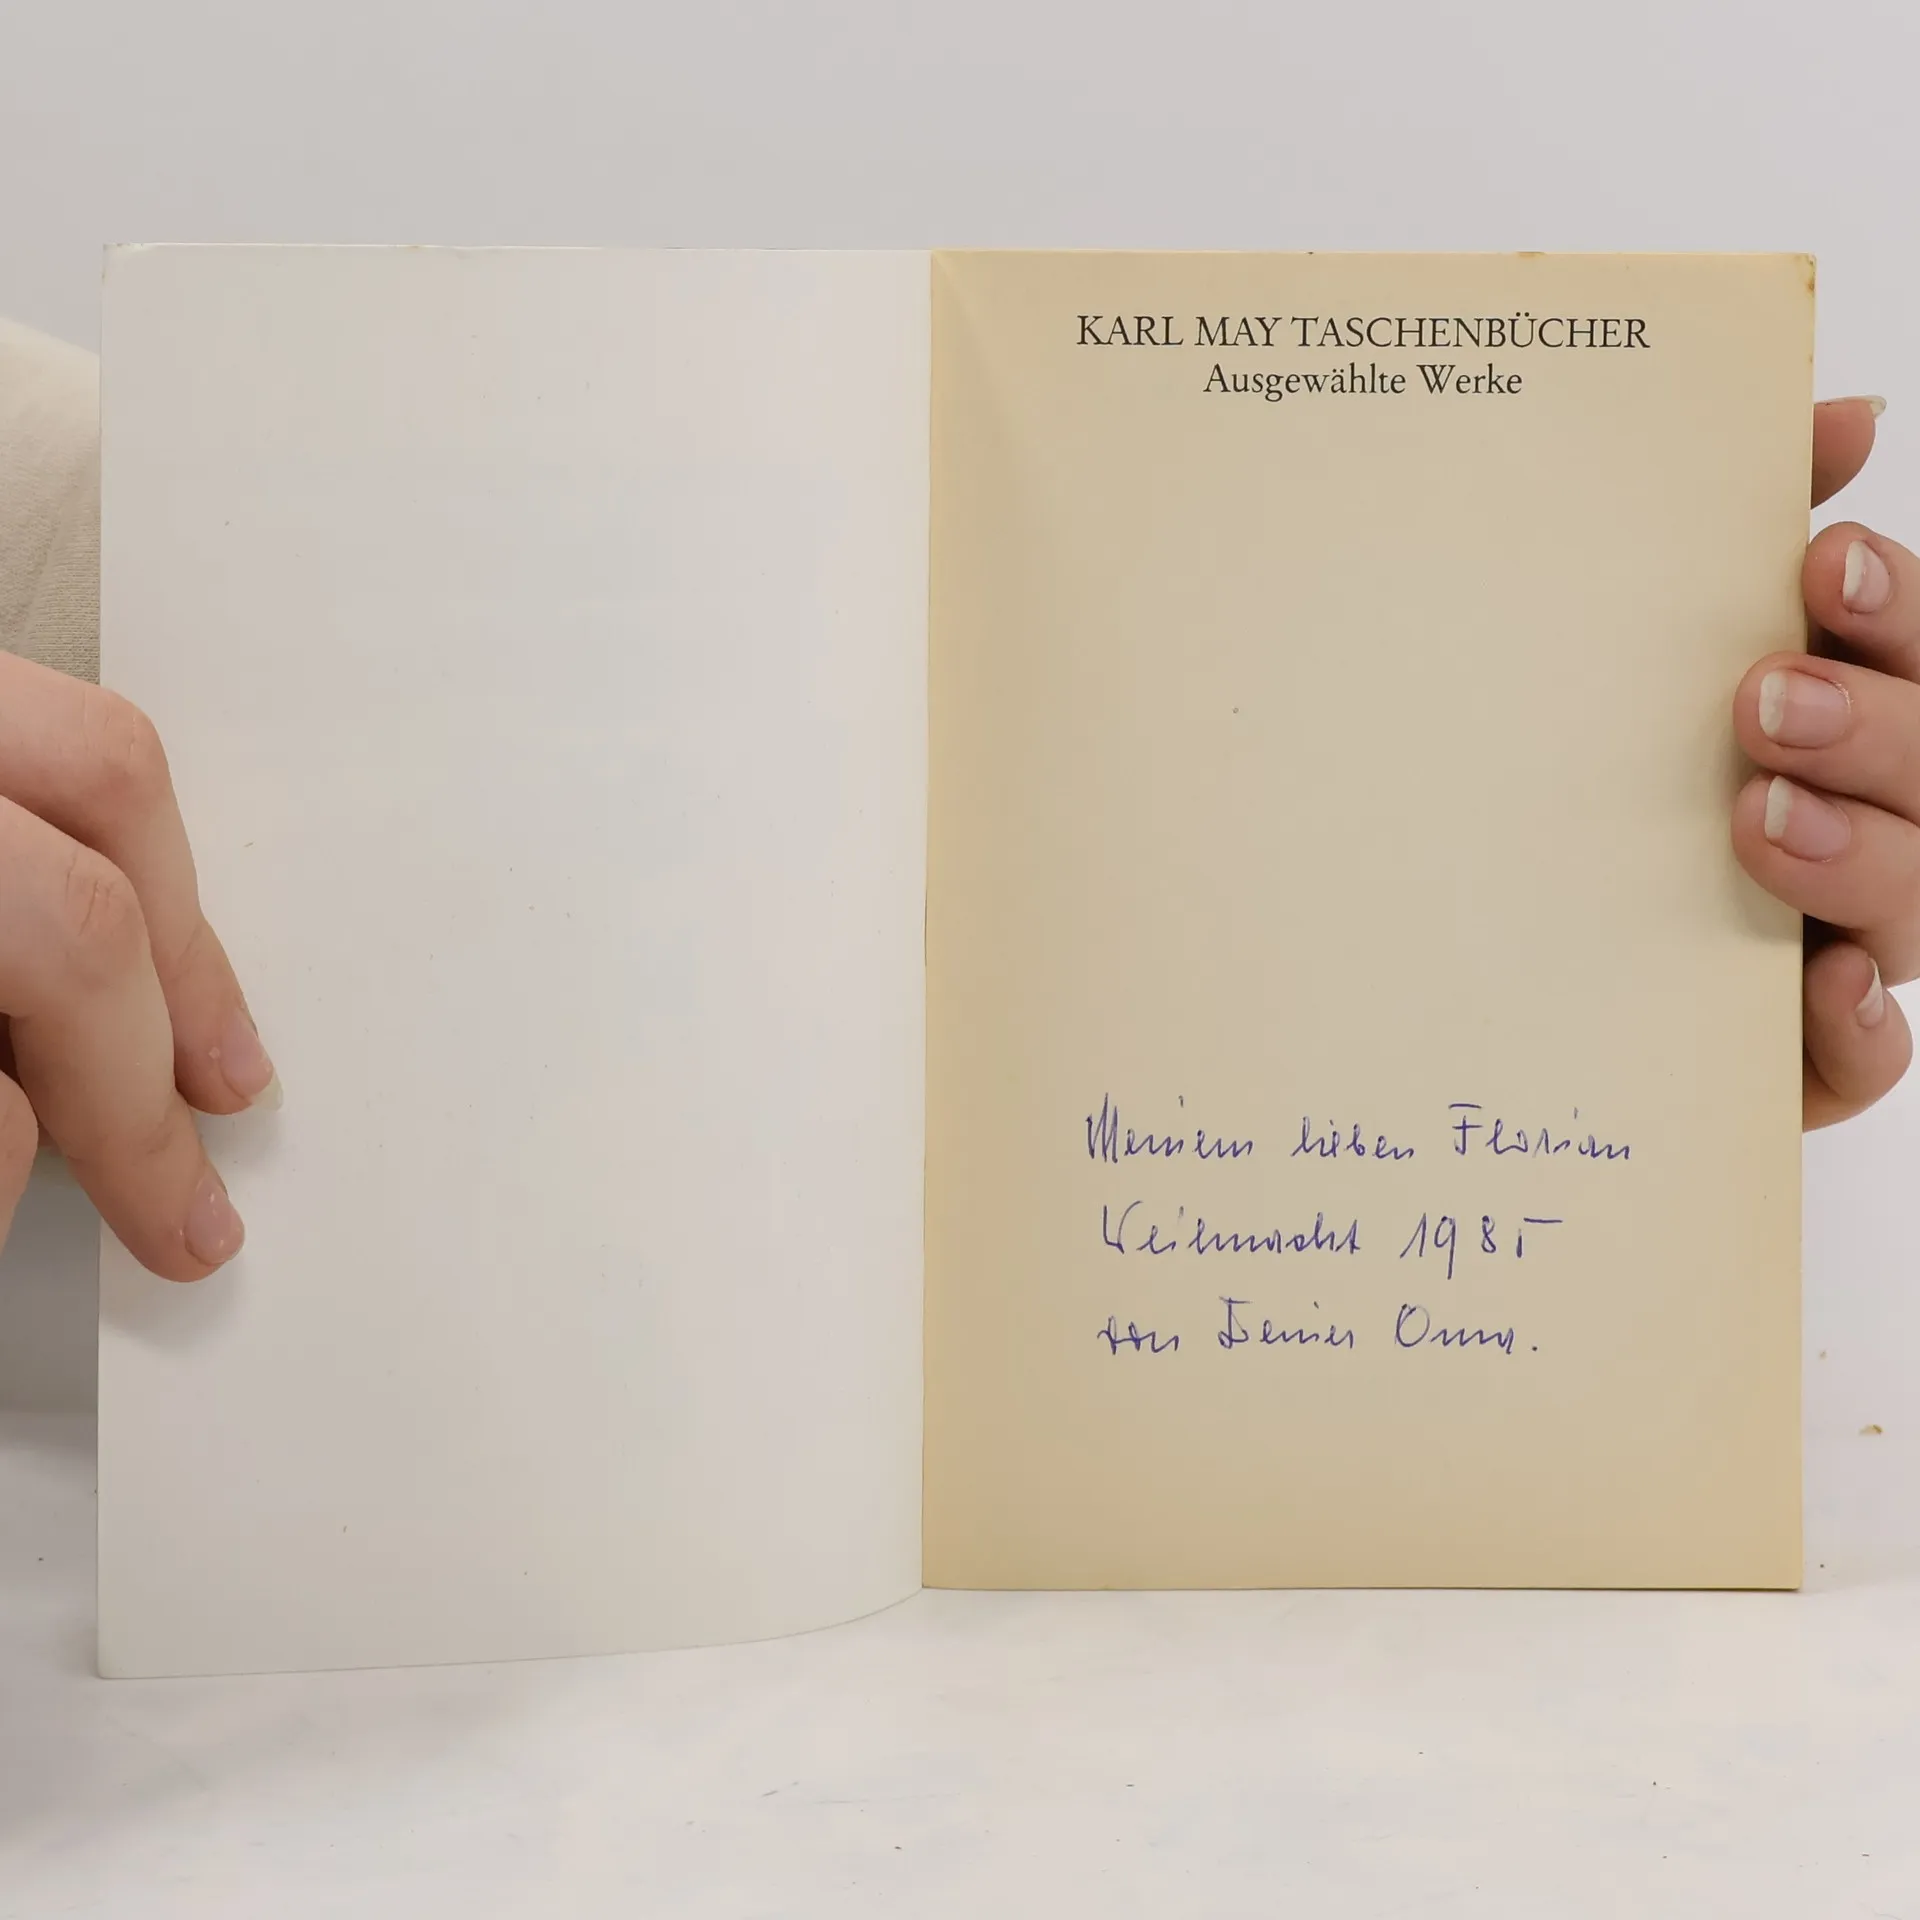 KARL MAY TASCHENBÜCHER
Ausgewählte Werke
Meinem lieben Florian
Weihnacht 1985
von Deiner Oma.